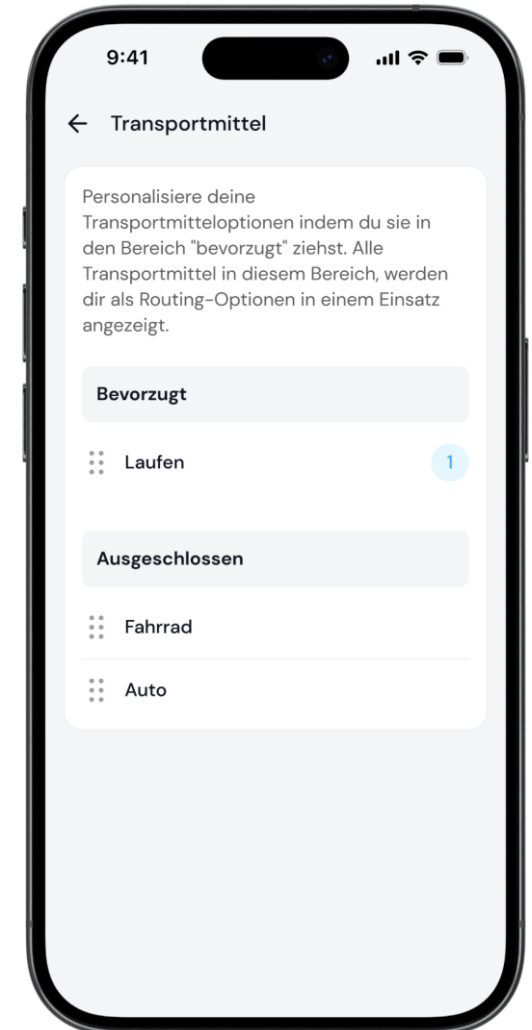 9:41
Transportmittel
Personalisiere deine
Transportmitteloptionen indem du sie in
den Bereich "bevorzugt" ziehst. Alle
Transportmittel in diesem Bereich, werden
dir als Routing-Optionen in einem Einsatz
angezeigt.
Bevorzugt
Laufen 1
Ausgeschlossen
Fahrrad
Auto